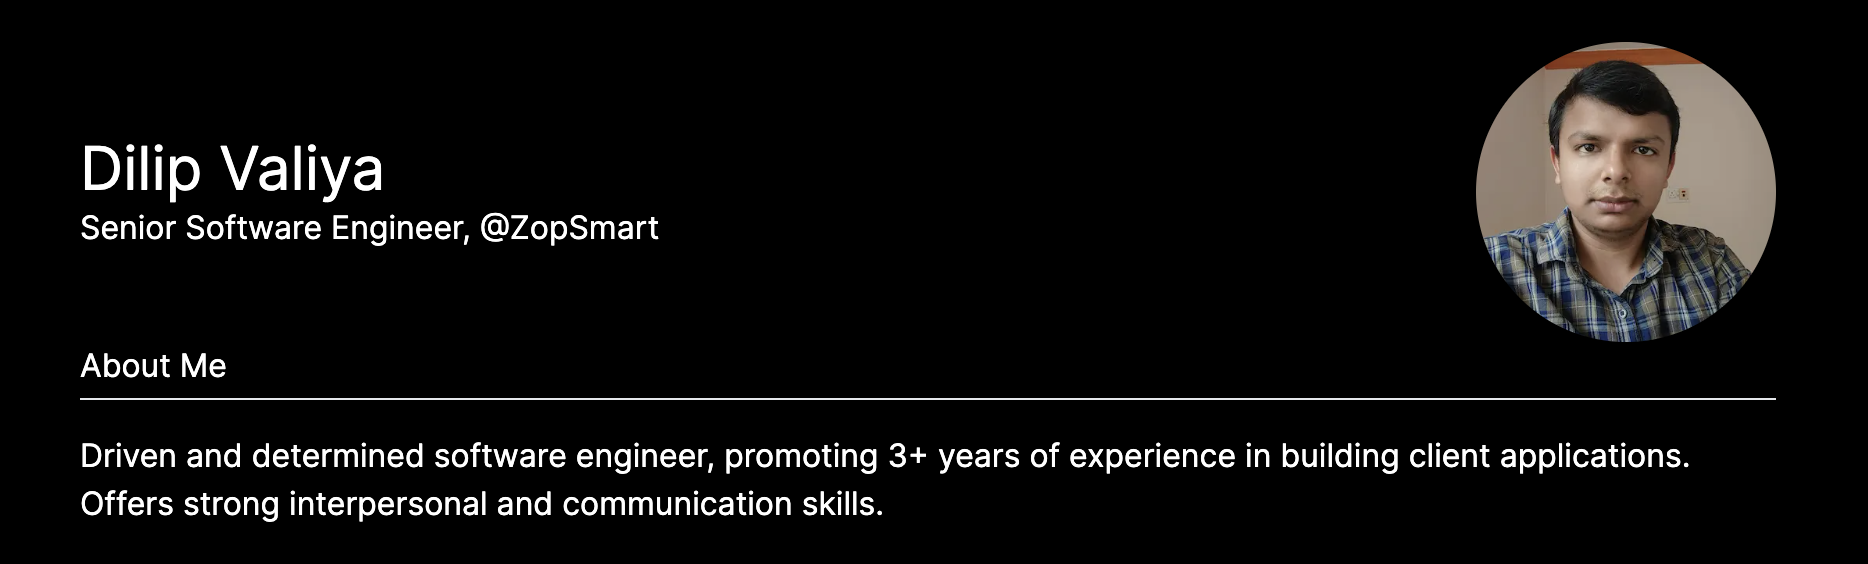 Dilip Valiya
Senior Software Engineer, @ZopSmart
About Me
Driven and determined software engineer, promoting 3+ years of experience in building client applications.
Offers strong interpersonal and communication skills.